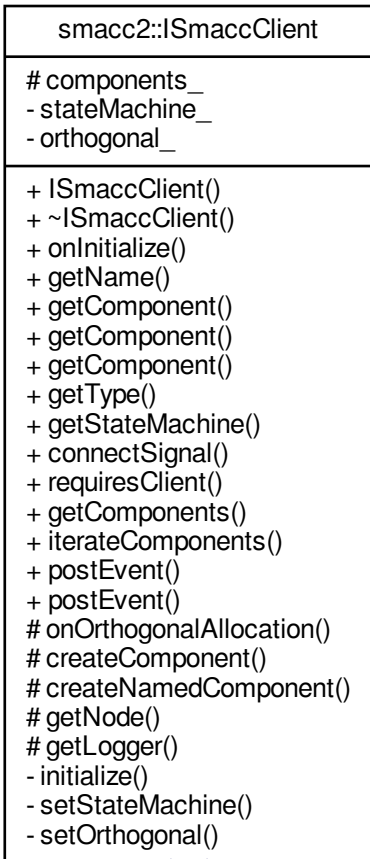 smacc2::ISmaccClient
# components_
- stateMachine_
- orthogonal_
+ ISmaccClient()
+ ~ISmaccClient()
+ onInitialize()
+ getName()
+ getComponent()
+ getComponent()
+ getComponent()
+ getType()
+ getStateMachine()
+ connectSignal()
+ requiresClient()
+ getComponents()
+ iterateComponents()
+ postEvent()
+ postEvent()
# onOrthogonalAllocation()
# createComponent()
# createNamedComponent()
# getNode()
# getLogger()
- initialize()
- setStateMachine()
- setOrthogonal()